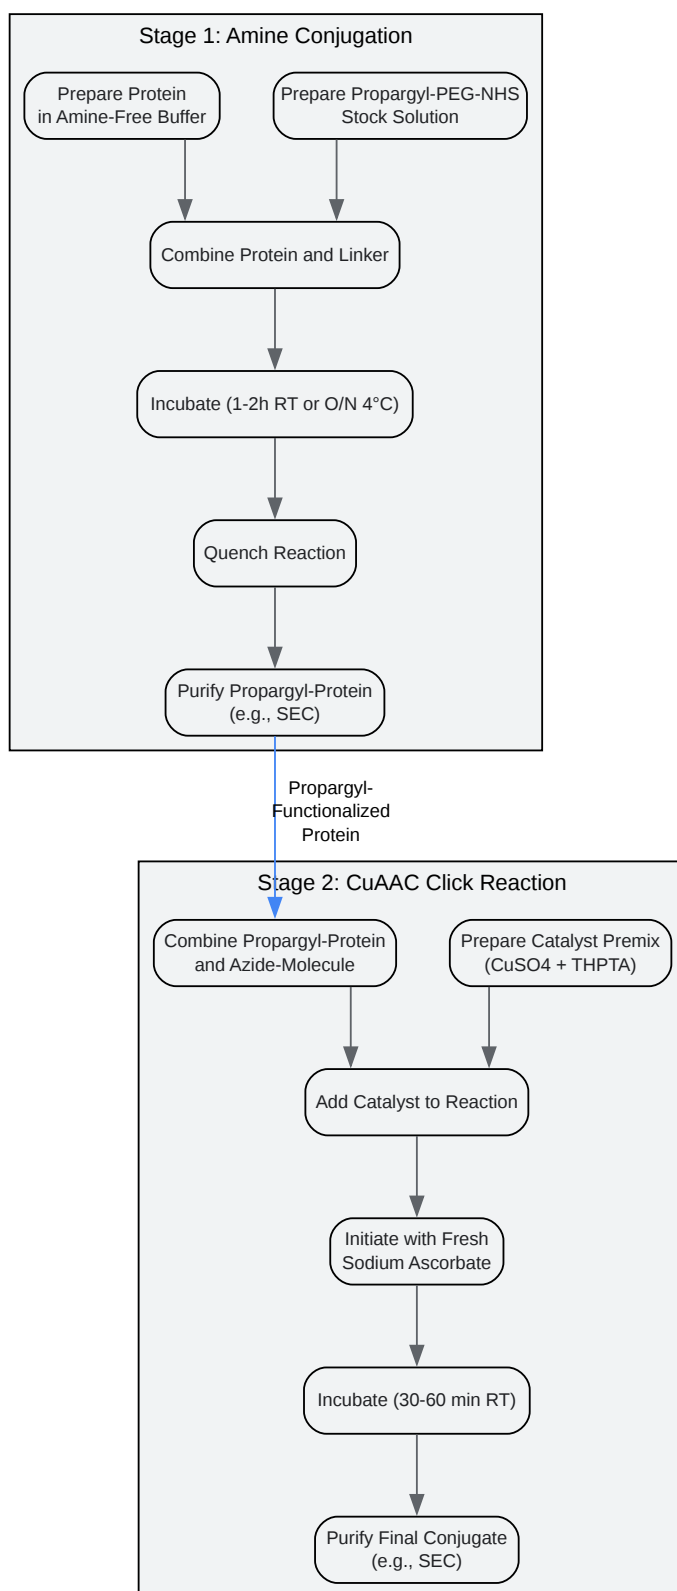 Stage 1: Amine Conjugation
Prepare Protein
in Amine-Free Buffer
Prepare Propargyl-PEG-NHS
Stock Solution
Combine Protein and Linker
Incubate (1-2h RT or O/N 4°C)
Quench Reaction
Purify Propargyl-Protein
(e.g., SEC)
Propargyl-
Functionalized
Protein
Stage 2: CuAAC Click Reaction
Combine Propargyl-Protein
and Azide-Molecule
Prepare Catalyst Premix
(CuSO4 + THPTA)
Add Catalyst to Reaction
Initiate with Fresh
Sodium Ascorbate
Incubate (30-60 min RT)
Purify Final Conjugate
(e.g., SEC)